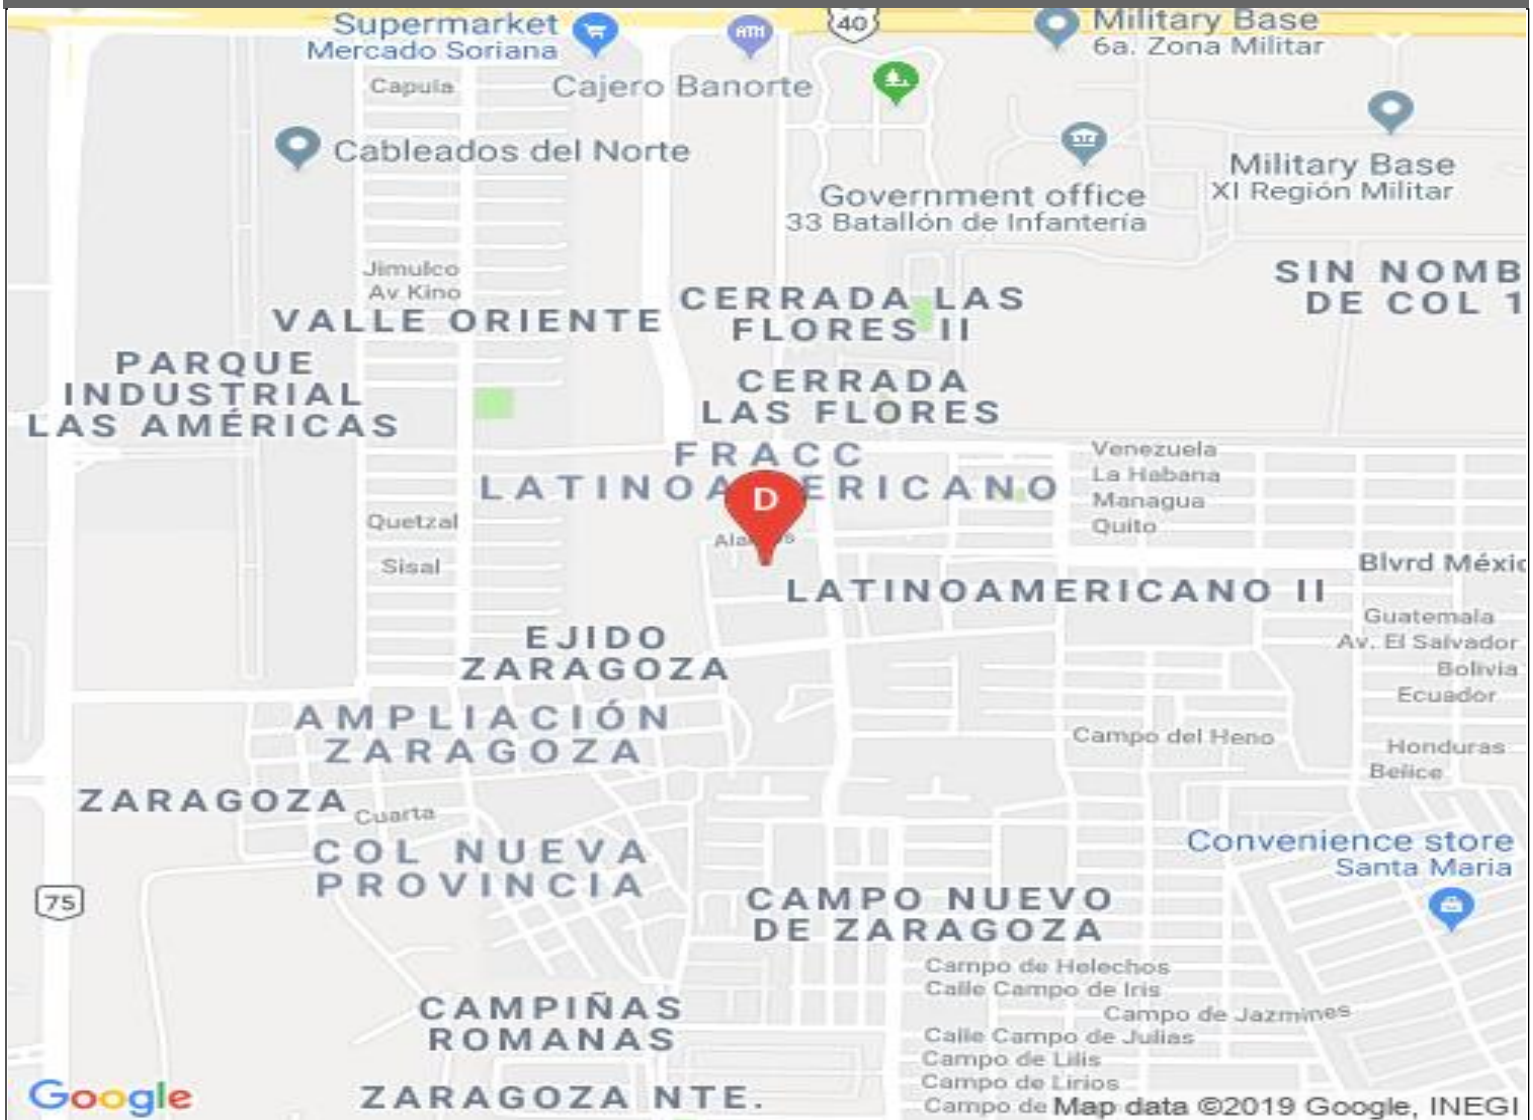 Supermarket
Mercado Soriana
ATM
40
Military Base
6a. Zona Militar
Capula
Cajero Banorte
Cableados del Norte
Military Base
XI Región Militar
Government office
33 Batallón de Infantería
Jimulco
Av Kino
VALLE ORIENTE
CERRADA LAS
FLORES II
SIN NOMB
DE COL 1
PARQUE
INDUSTRIAL
LAS AMÉRICAS
CERRADA
LAS FLORES
FRACC
LATINOAMERICANO
D
Venezuela
La Habana
Managua
Quito
Quetzal
Sisal
Blvrd Méxic
LATINOAMERICANO II
Guatemala
Av. El Salvador
Bolivia
Ecuador
EJIDO
ZARAGOZA
AMPLIACIÓN
ZARAGOZA
Campo del Heno
Honduras
Belice
ZARAGOZA
Cuarta
COL NUEVA
PROVINCIA
Convenience store
Santa Maria
75
CAMPO NUEVO
DE ZARAGOZA
Campo de Helechos
Calle Campo de Iris
Campo de Jazmines
CAMPIÑAS
ROMANAS
Calle Campo de Julias
Campo de Lilis
Campo de Lirios
Campo de
Google
ZARAGOZA NTE.
Map data ©2019 Google, INEGI